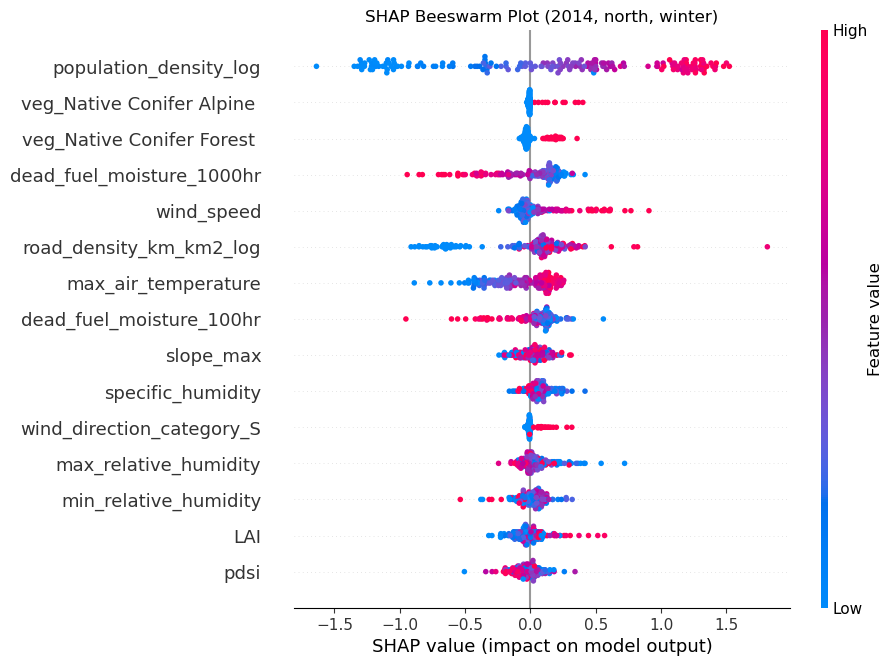 SHAP Beeswarm Plot (2014, north, winter)
High
population_density_log
veg_Native Conifer Alpine
veg_Native Conifer Forest
dead_fuel_moisture_1000hr
wind_speed
road_density_km_km2_log
max_air_temperature
dead_fuel_moisture_100hr
slope_max
specific_humidity
wind_direction_category_S
max_relative_humidity
min_relative_humidity
LAI
pdsi
Feature value
Low
−1.5 −1.0 −0.5 0.0 0.5 1.0 1.5
SHAP value (impact on model output)